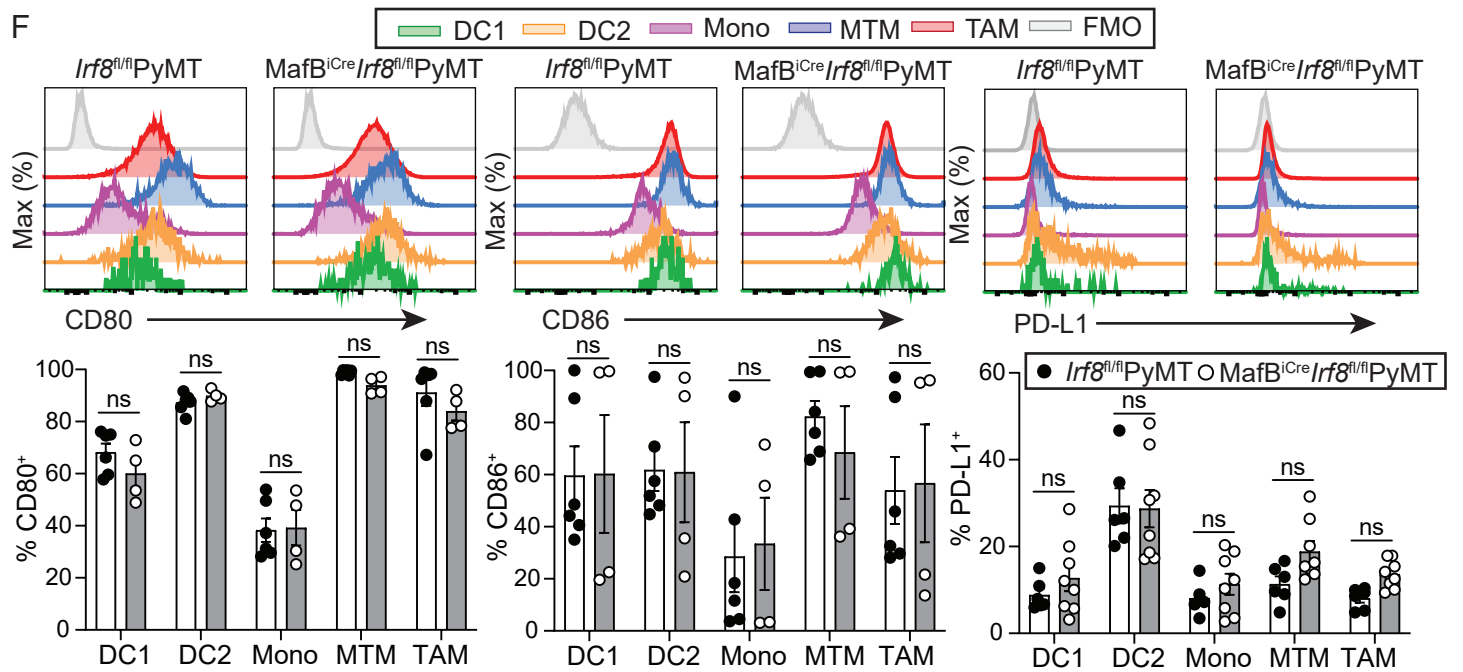 F
DC1 DC2 Mono MTM TAM FMO
Irf8fl/flPyMT MafBiCreIrf8fl/flPyMT Irf8fl/flPyMT MafBiCreIrf8fl/flPyMT Irf8fl/flPyMT MafBiCreIrf8fl/flPyMT
Max (%) Max (%) Max (%)
CD80 CD86 PD-L1
% CD80+
100
80
60
40
20
0
ns ns ns ns ns
DC1 DC2 Mono MTM TAM
% CD86+
100
80
60
40
20
0
ns ns ns ns ns
DC1 DC2 Mono MTM TAM
Irf8fl/flPyMT MafBiCreIrf8fl/flPyMT
% PD-L1+
60
40
20
0
ns ns ns ns ns
DC1 DC2 Mono MTM TAM